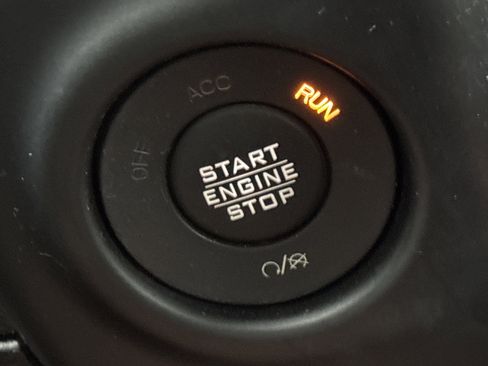 ACC
RUN
OFF
START
ENGINE
STOP
/